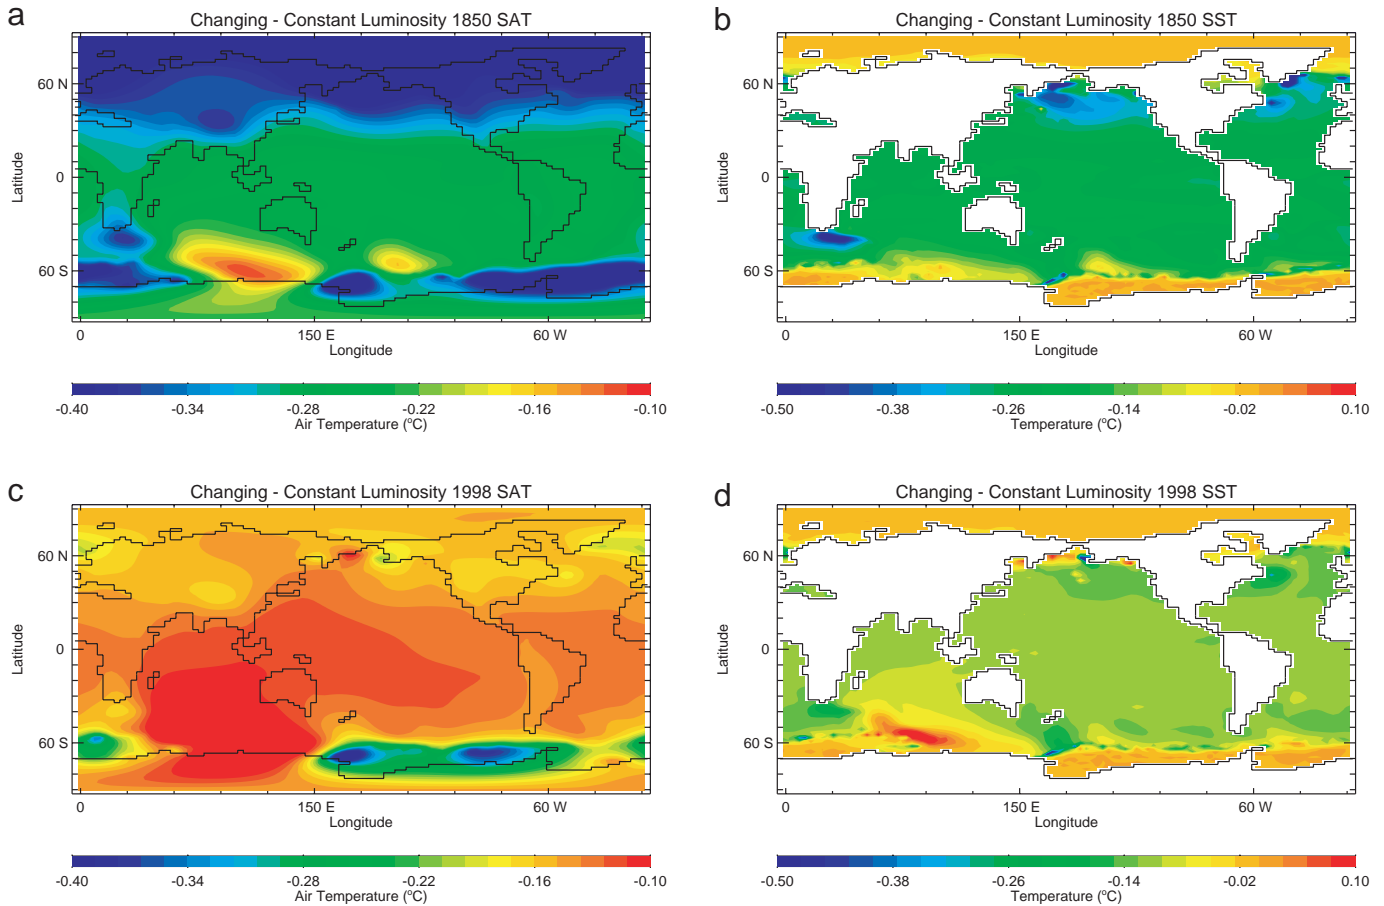 a
Changing - Constant Luminosity 1850 SAT
60 N
0
60 S
Latitude
0
150 E
60 W
Longitude
-0.40
-0.34
-0.28
-0.22
-0.16
-0.10
Air Temperature (°C)
b
Changing - Constant Luminosity 1850 SST
60 N
0
60 S
Latitude
0
150 E
60 W
Longitude
-0.50
-0.38
-0.26
-0.14
-0.02
0.10
Temperature (°C)
c
Changing - Constant Luminosity 1998 SAT
60 N
0
60 S
Latitude
0
150 E
60 W
Longitude
-0.40
-0.34
-0.28
-0.22
-0.16
-0.10
Air Temperature (°C)
d
Changing - Constant Luminosity 1998 SST
60 N
0
60 S
Latitude
0
150 E
60 W
Longitude
-0.50
-0.38
-0.26
-0.14
-0.02
0.10
Temperature (°C)